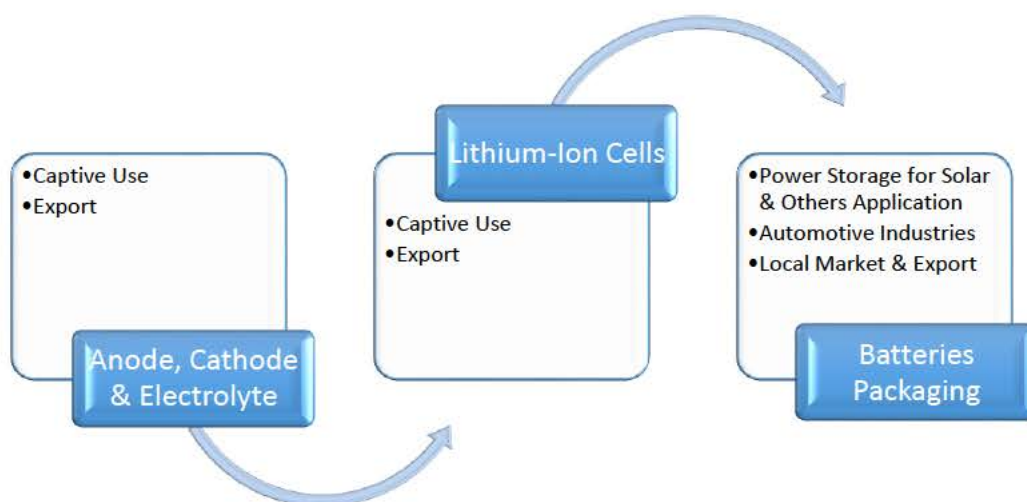 •Captive Use
•Export
Anode, Cathode
& Electrolyte
Lithium-Ion Cells
•Captive Use
•Export
•Power Storage for Solar
& Others Application
•Automotive Industries
•Local Market & Export
Batteries
Packaging